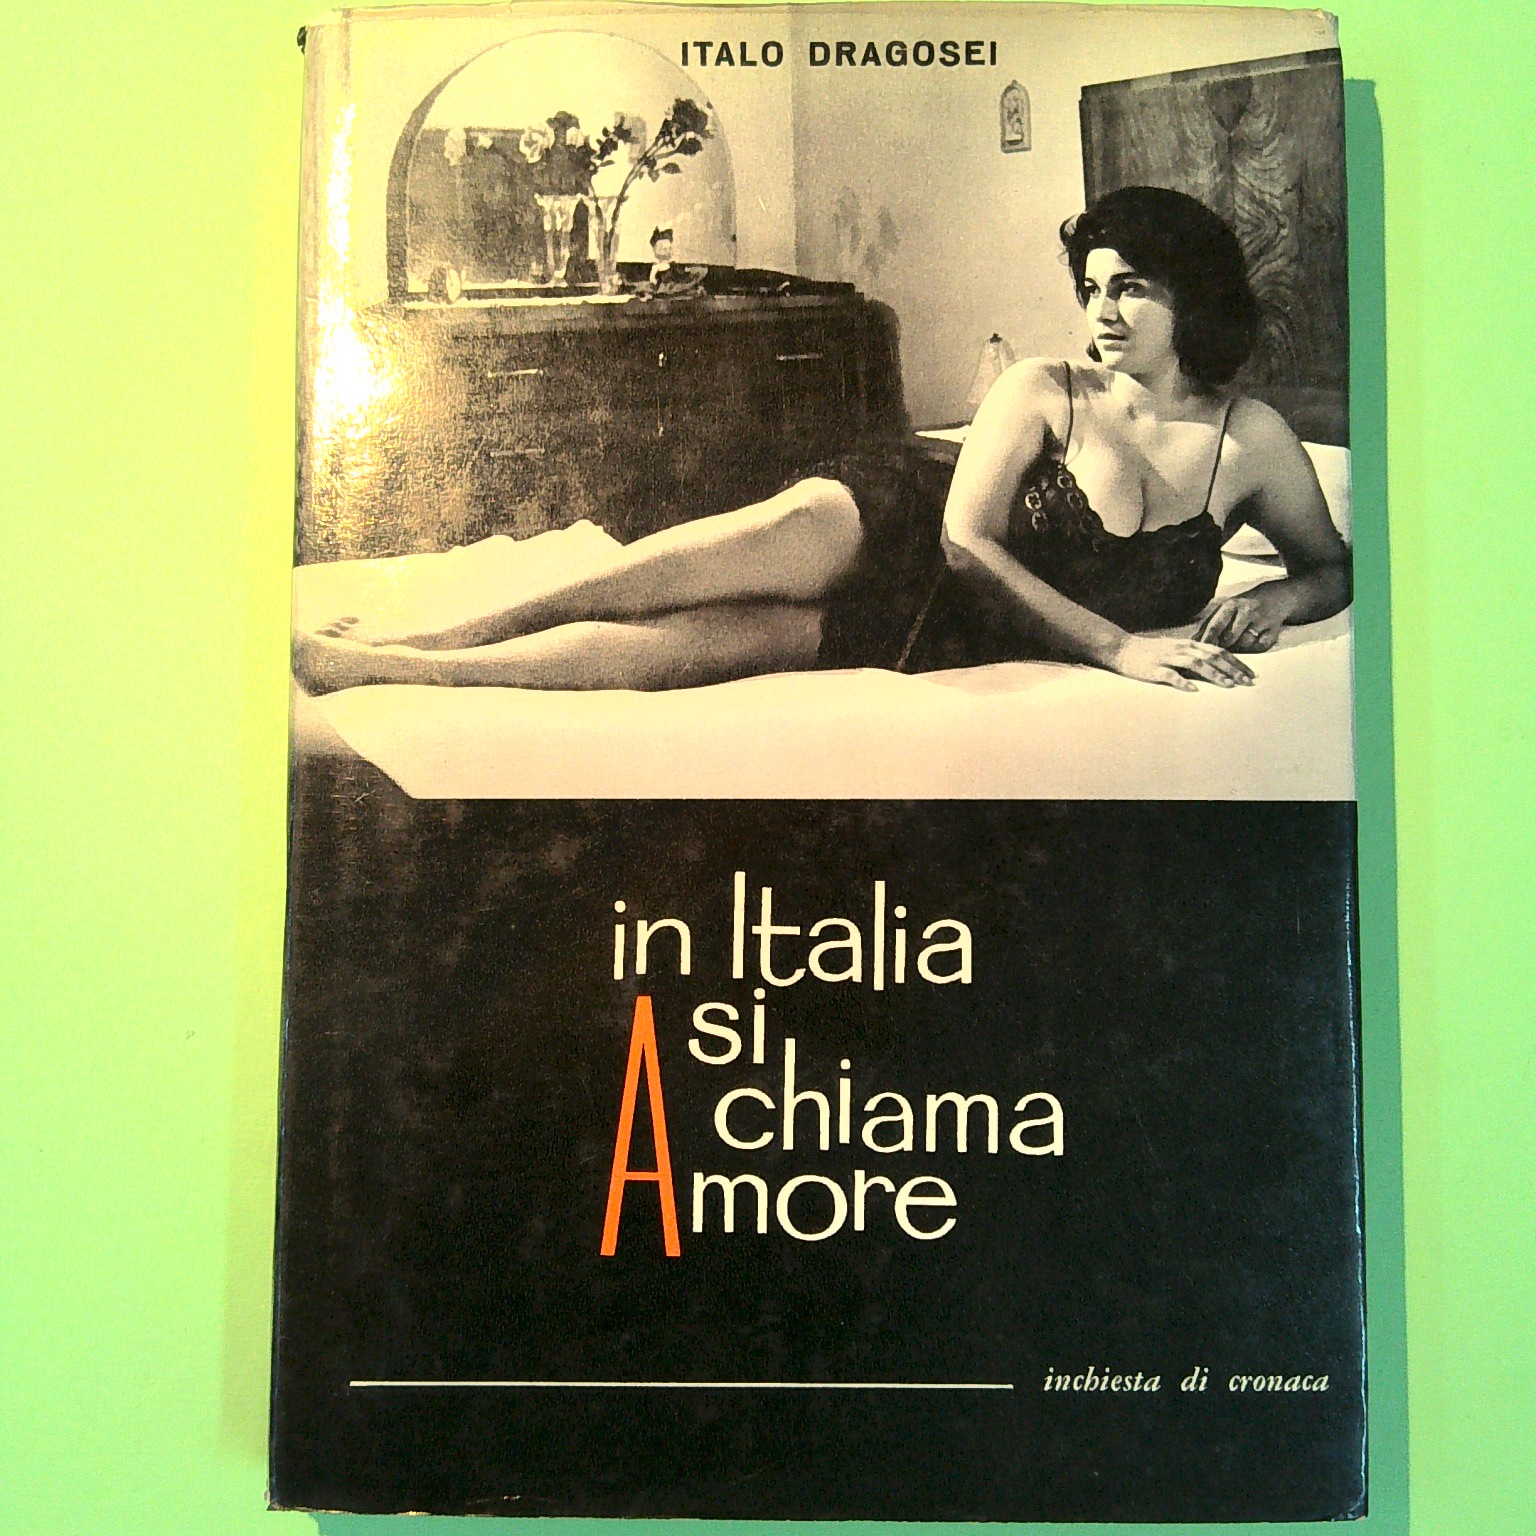 ITALO DRAGOSEI
in Italia
si
chiama
Amore
inchiesta di cronaca